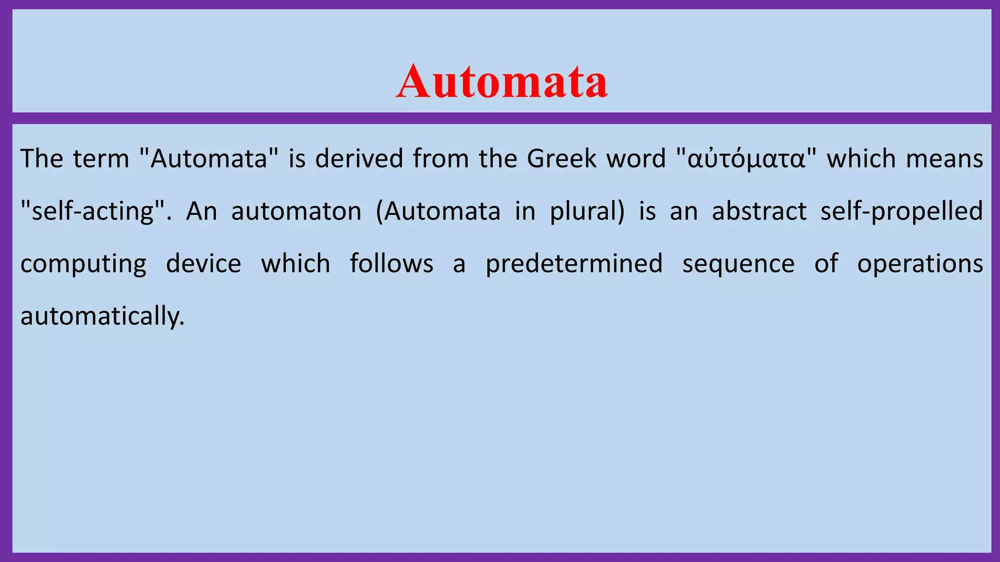 Automata
The term "Automata" is derived from the Greek word "αὐτόματα" which means
"self-acting". An automaton (Automata in plural) is an abstract self-propelled
computing device which follows a predetermined sequence of operations
automatically.